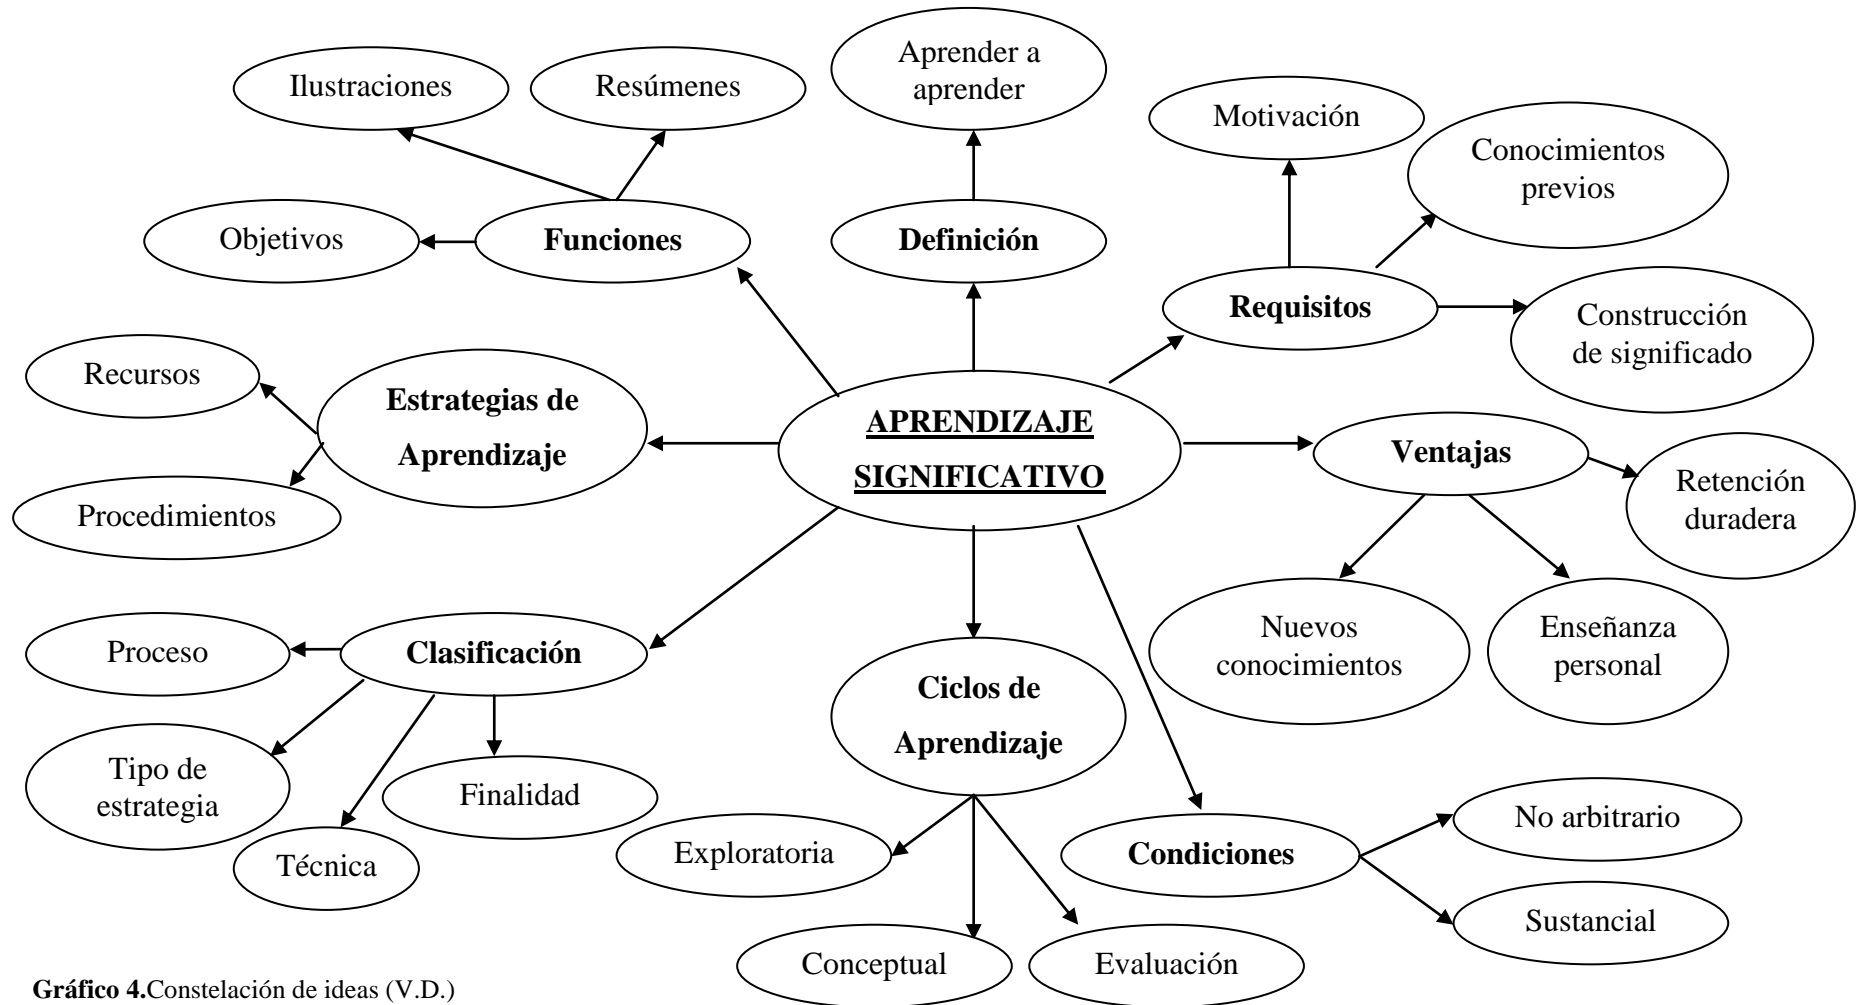 Ilustraciones
Resúmenes
Aprender a
aprender
Motivación
Conocimientos
previos
Objetivos
Funciones
Definición
Requisitos
Construcción
de significado
Recursos
Estrategias de
Aprendizaje
Procedimientos
APRENDIZAJE
SIGNIFICATIVO
Ventajas
Retención
duradera
Nuevos
conocimientos
Enseñanza
personal
Proceso
Clasificación
Tipo de
estrategia
Técnica
Finalidad
Ciclos de
Aprendizaje
Exploratoria
Conceptual
Evaluación
Condiciones
No arbitrario
Sustancial
Gráfico 4.Constelación de ideas (V.D.)